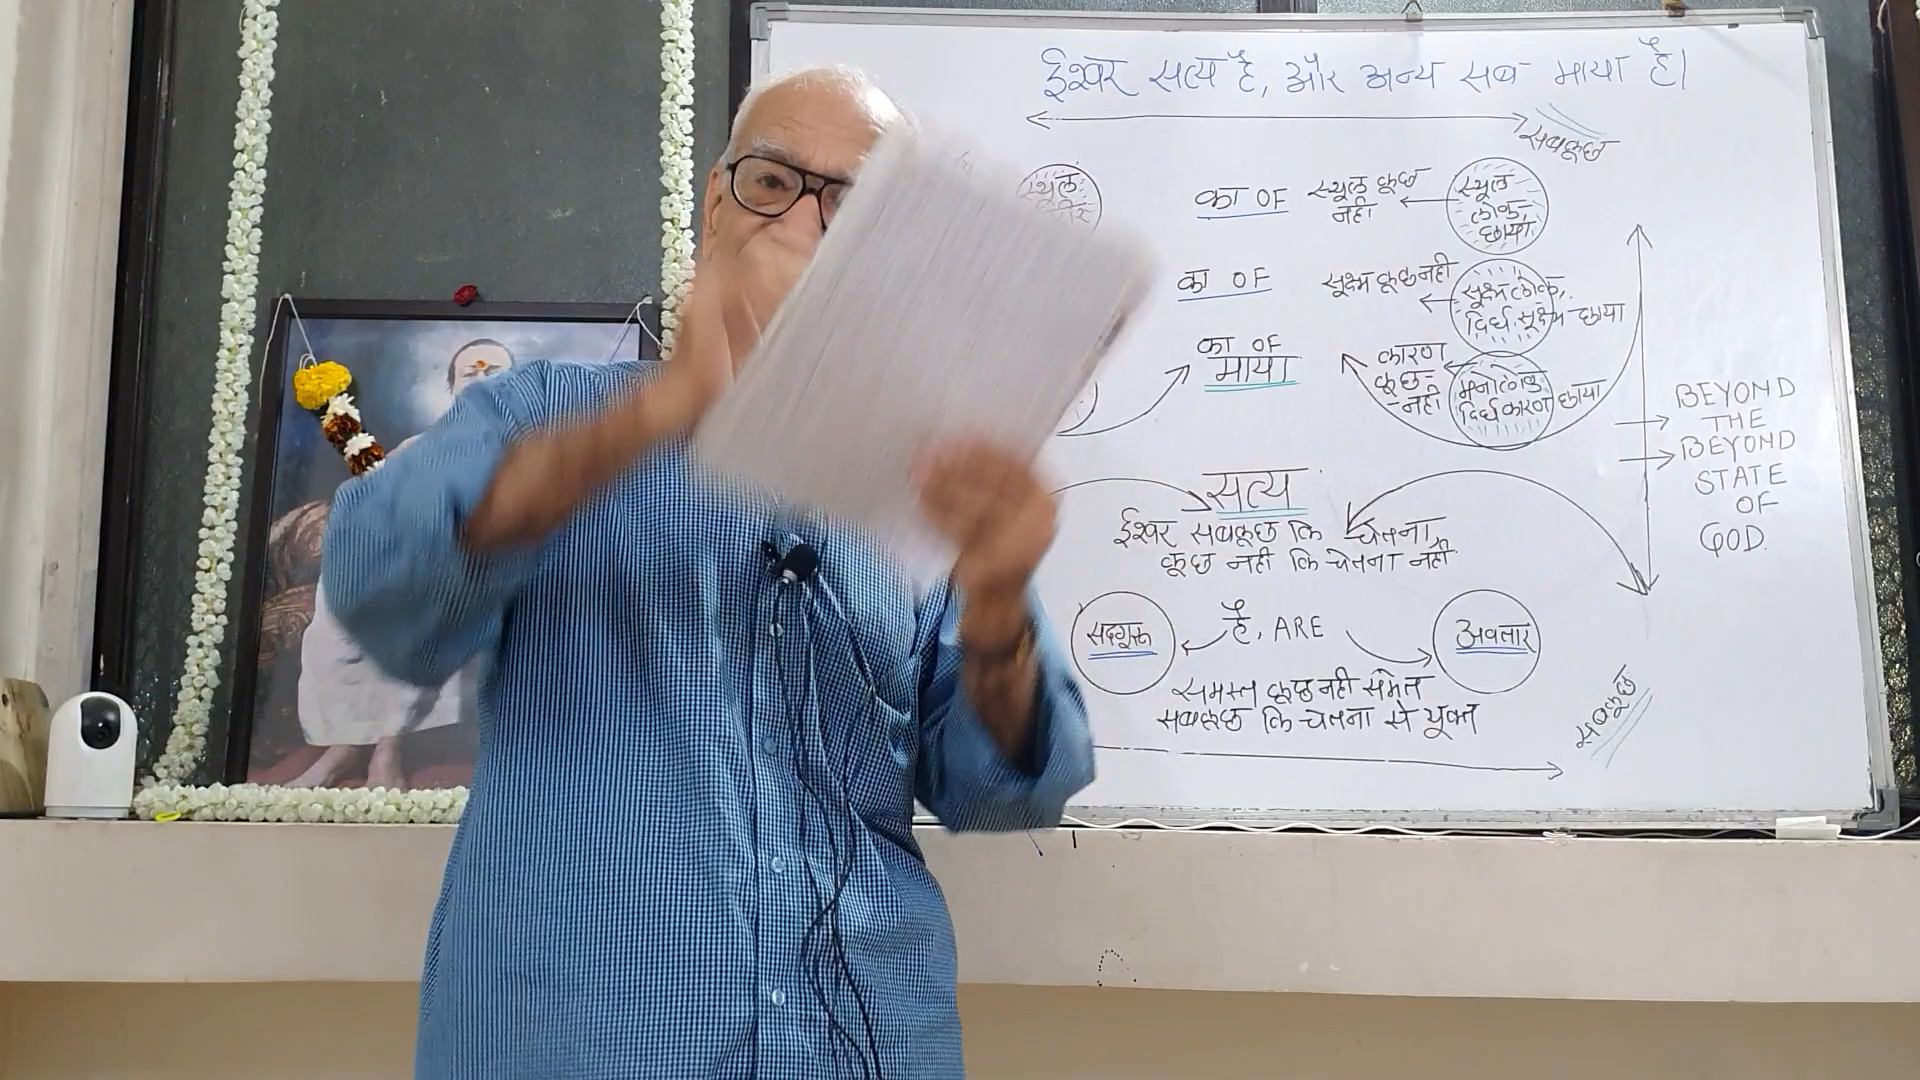 ईश्वर सत्य है, और अन्य सब माया है।
सबकूछ
स्थूल
का OF
स्थूल कूछ
नही
स्थूल
लोक,
छाया
का OF
सूक्ष्म कूछ नही
सूक्ष्म लोक,
दिर्घ सूक्ष्म छाया
का OF
माया
कारण
कूछ
नही
मनोलोक
दिर्घ कारण छाया
BEYOND
THE
BEYOND
STATE
OF
GOD.
सत्य
ईश्वर सबकूछ कि चेतना,
कूछ नही कि चेतना नही.
सदगुरू
है, ARE
अवतार
समस्त कूछ नही समेत
सबकूछ कि चेतना से यूक्त
सबकूछ